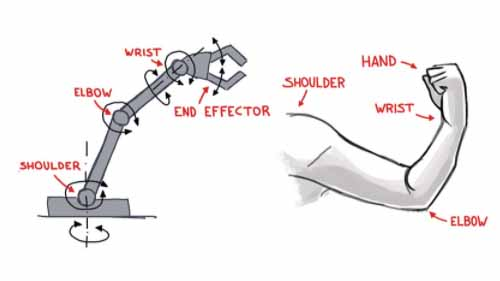 WRIST
ELBOW
END EFFECTOR
SHOULDER
HAND
SHOULDER
WRIST
ELBOW